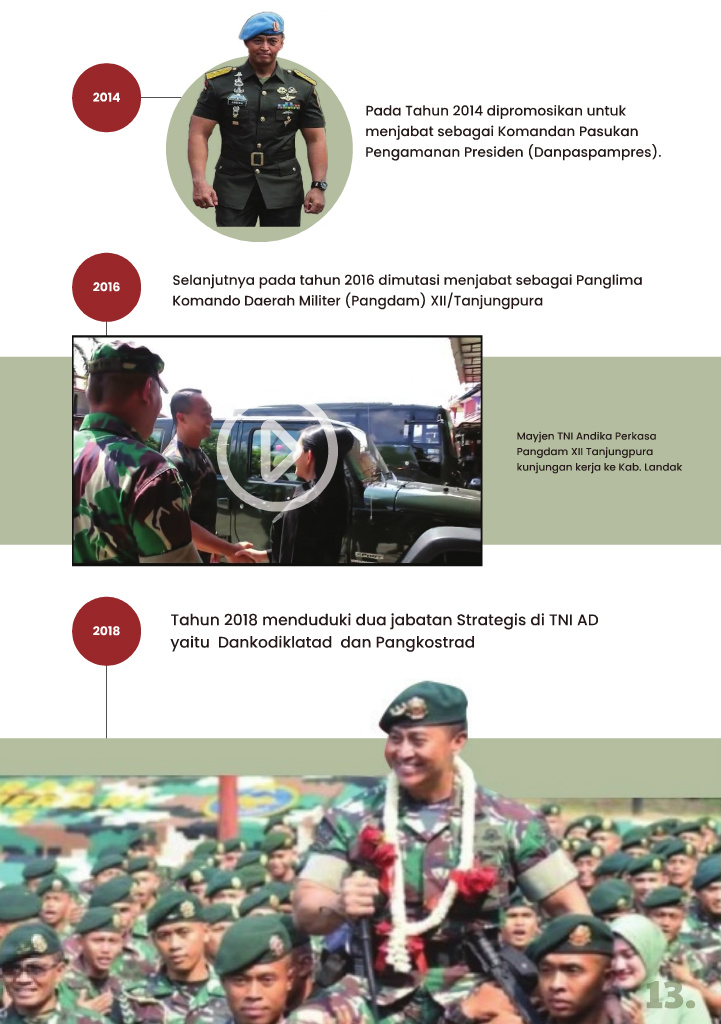 2014
Pada Tahun 2014 dipromosikan untuk
menjabat sebagai Komandan Pasukan
Pengamanan Presiden (Danpaspampres).
2016
Selanjutnya pada tahun 2016 dimutasi menjabat sebagai Panglima
Komando Daerah Militer (Pangdam) XII/Tanjungpura
Mayjen TNI Andika Perkasa
Pangdam XII Tanjungpura
kunjungan kerja ke Kab. Landak
2018
Tahun 2018 menduduki dua jabatan Strategis di TNI AD
yaitu Dankodiklatad dan Pangkostrad
13.